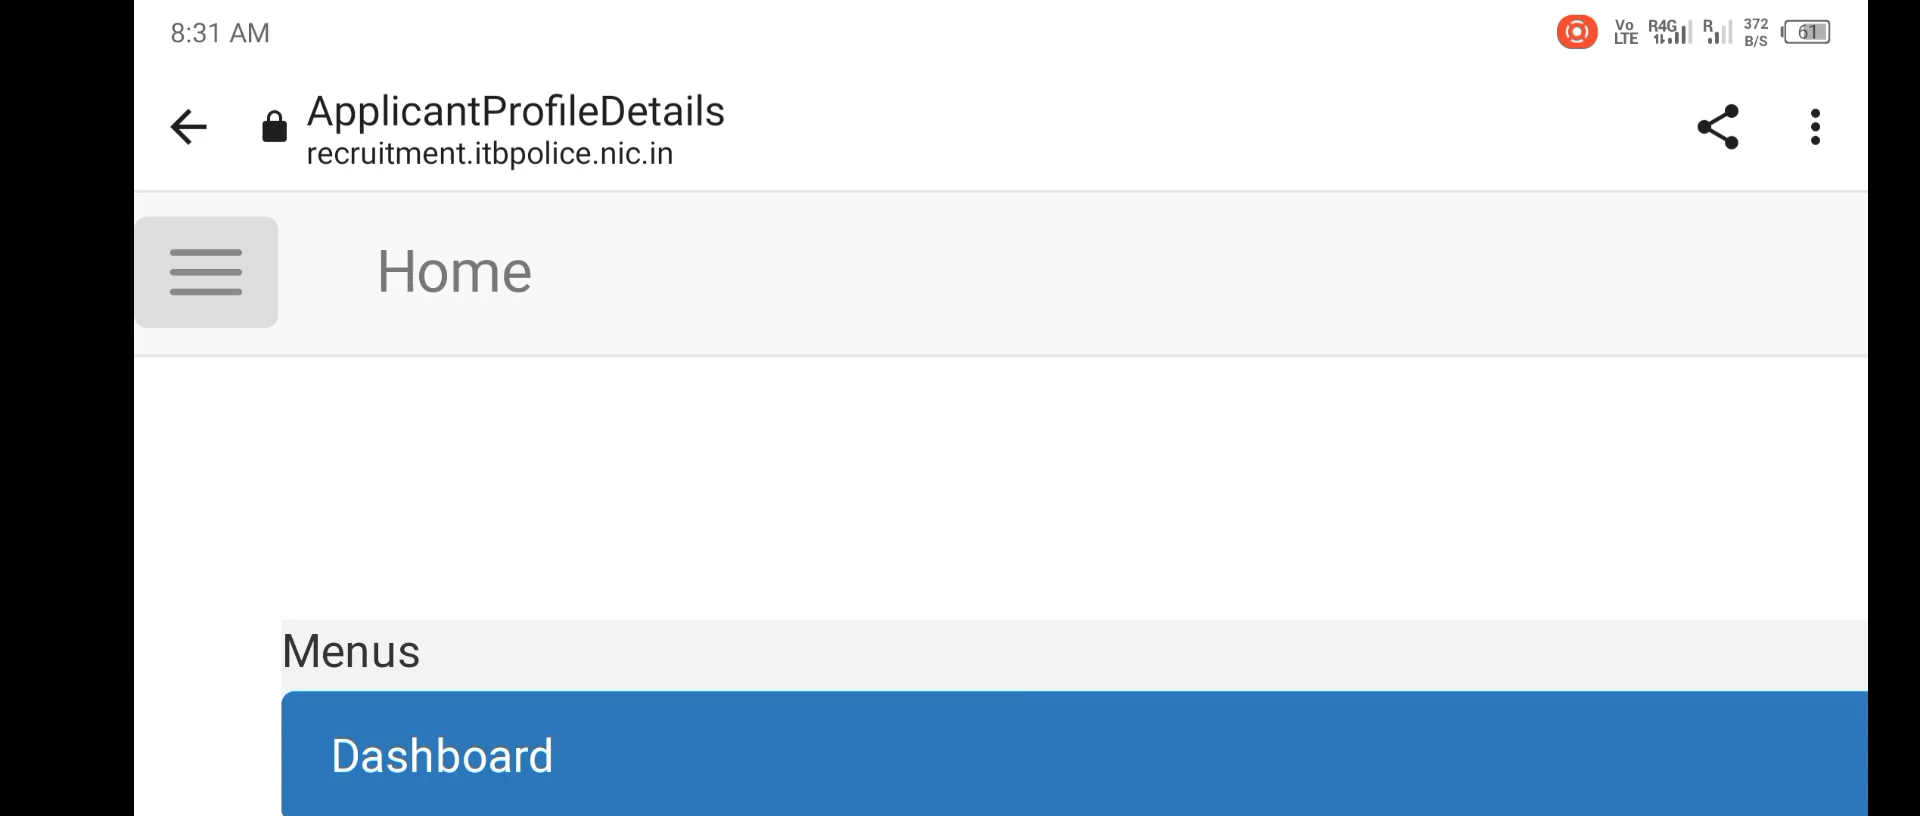 8:31 AM
Vo LTE R4G R 372 B/S 61
ApplicantProfileDetails
recruitment.itbpolice.nic.in
Home
Menus
Dashboard